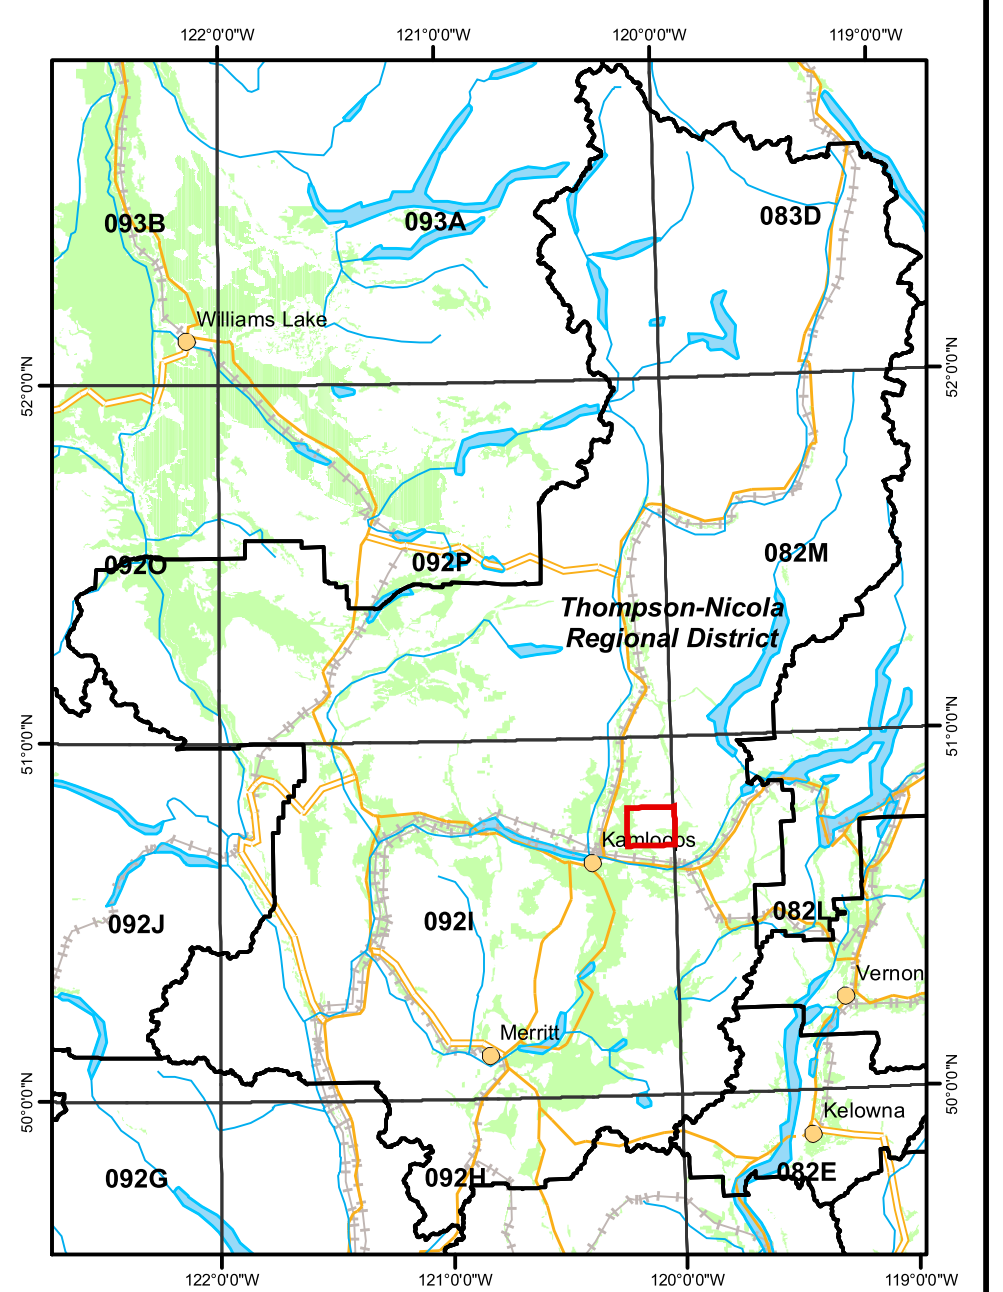 122°0'0"W
121°0'0"W
120°0'0"W
119°0'0"W
093B
093A
083D
Williams Lake
52°0'0"N
52°0'0"N
092O
092P
082M
Thompson-Nicola
Regional District
51°0'0"N
51°0'0"N
Kamloops
092J
092I
082L
Vernon
Merritt
50°0'0"N
50°0'0"N
Kelowna
092G
092H
082E
122°0'0"W
121°0'0"W
120°0'0"W
119°0'0"W